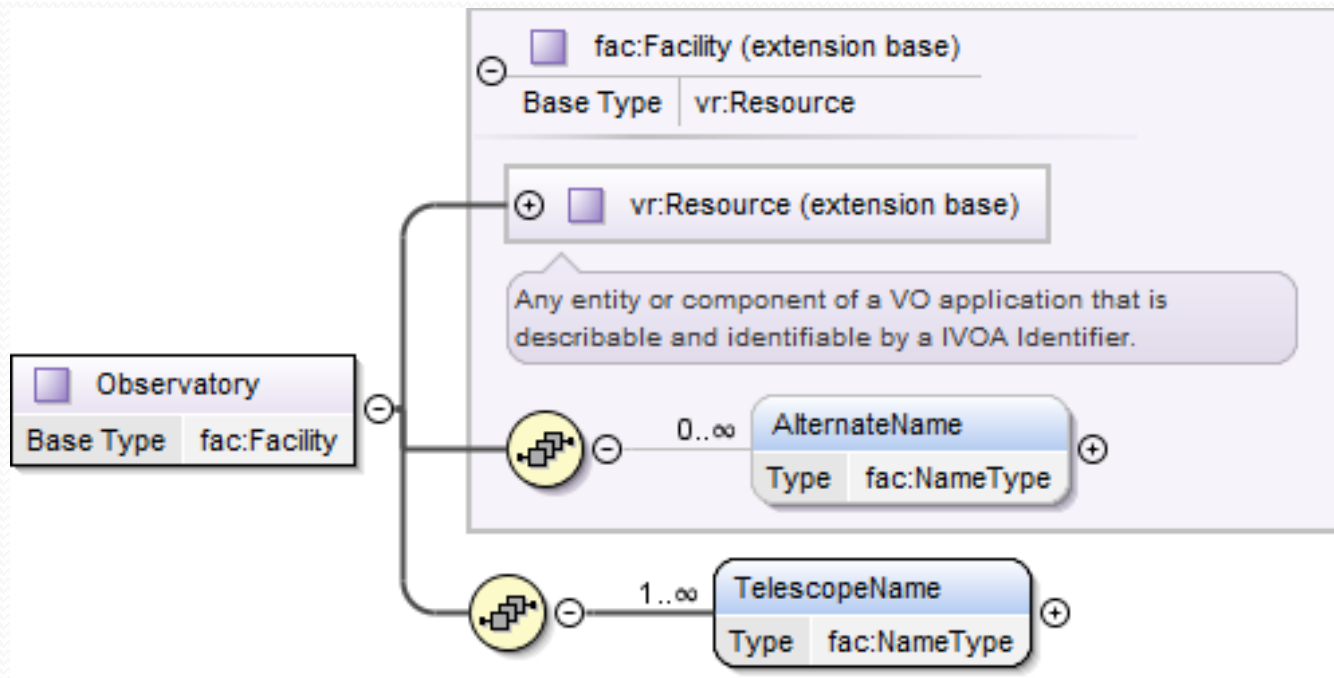 fac:Facility (extension base)
Base Type vr:Resource
vr:Resource (extension base)
Any entity or component of a VO application that is
describable and identifiable by a IVOA Identifier.
Observatory
Base Type fac:Facility
0..∞
AlternateName
Type fac:NameType
1..∞
TelescopeName
Type fac:NameType